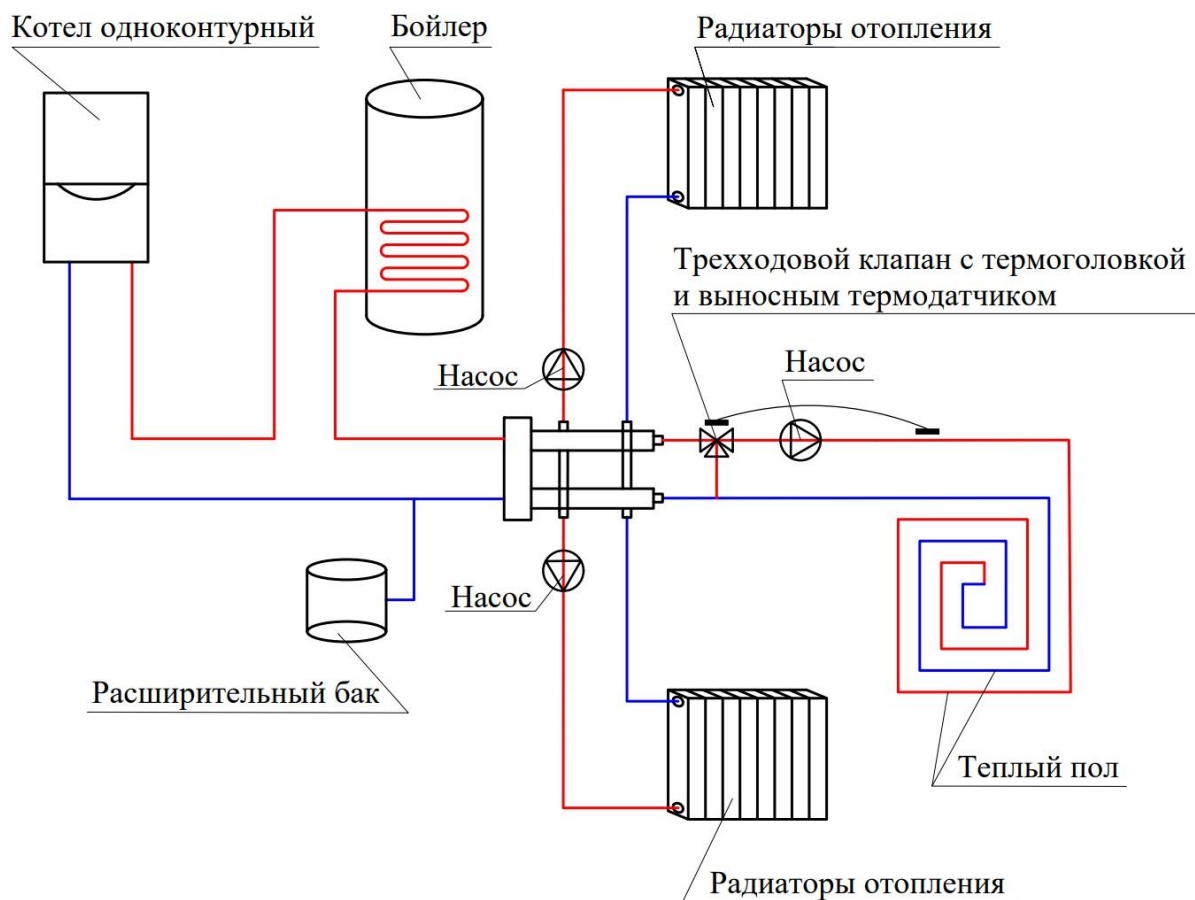 Котел одноконтурный
Бойлер
Радиаторы отопления
Трехходовой клапан с термоголовкой
и выносным термодатчиком
Насос
Насос
Насос
Расширительный бак
Теплый пол
Радиаторы отопления